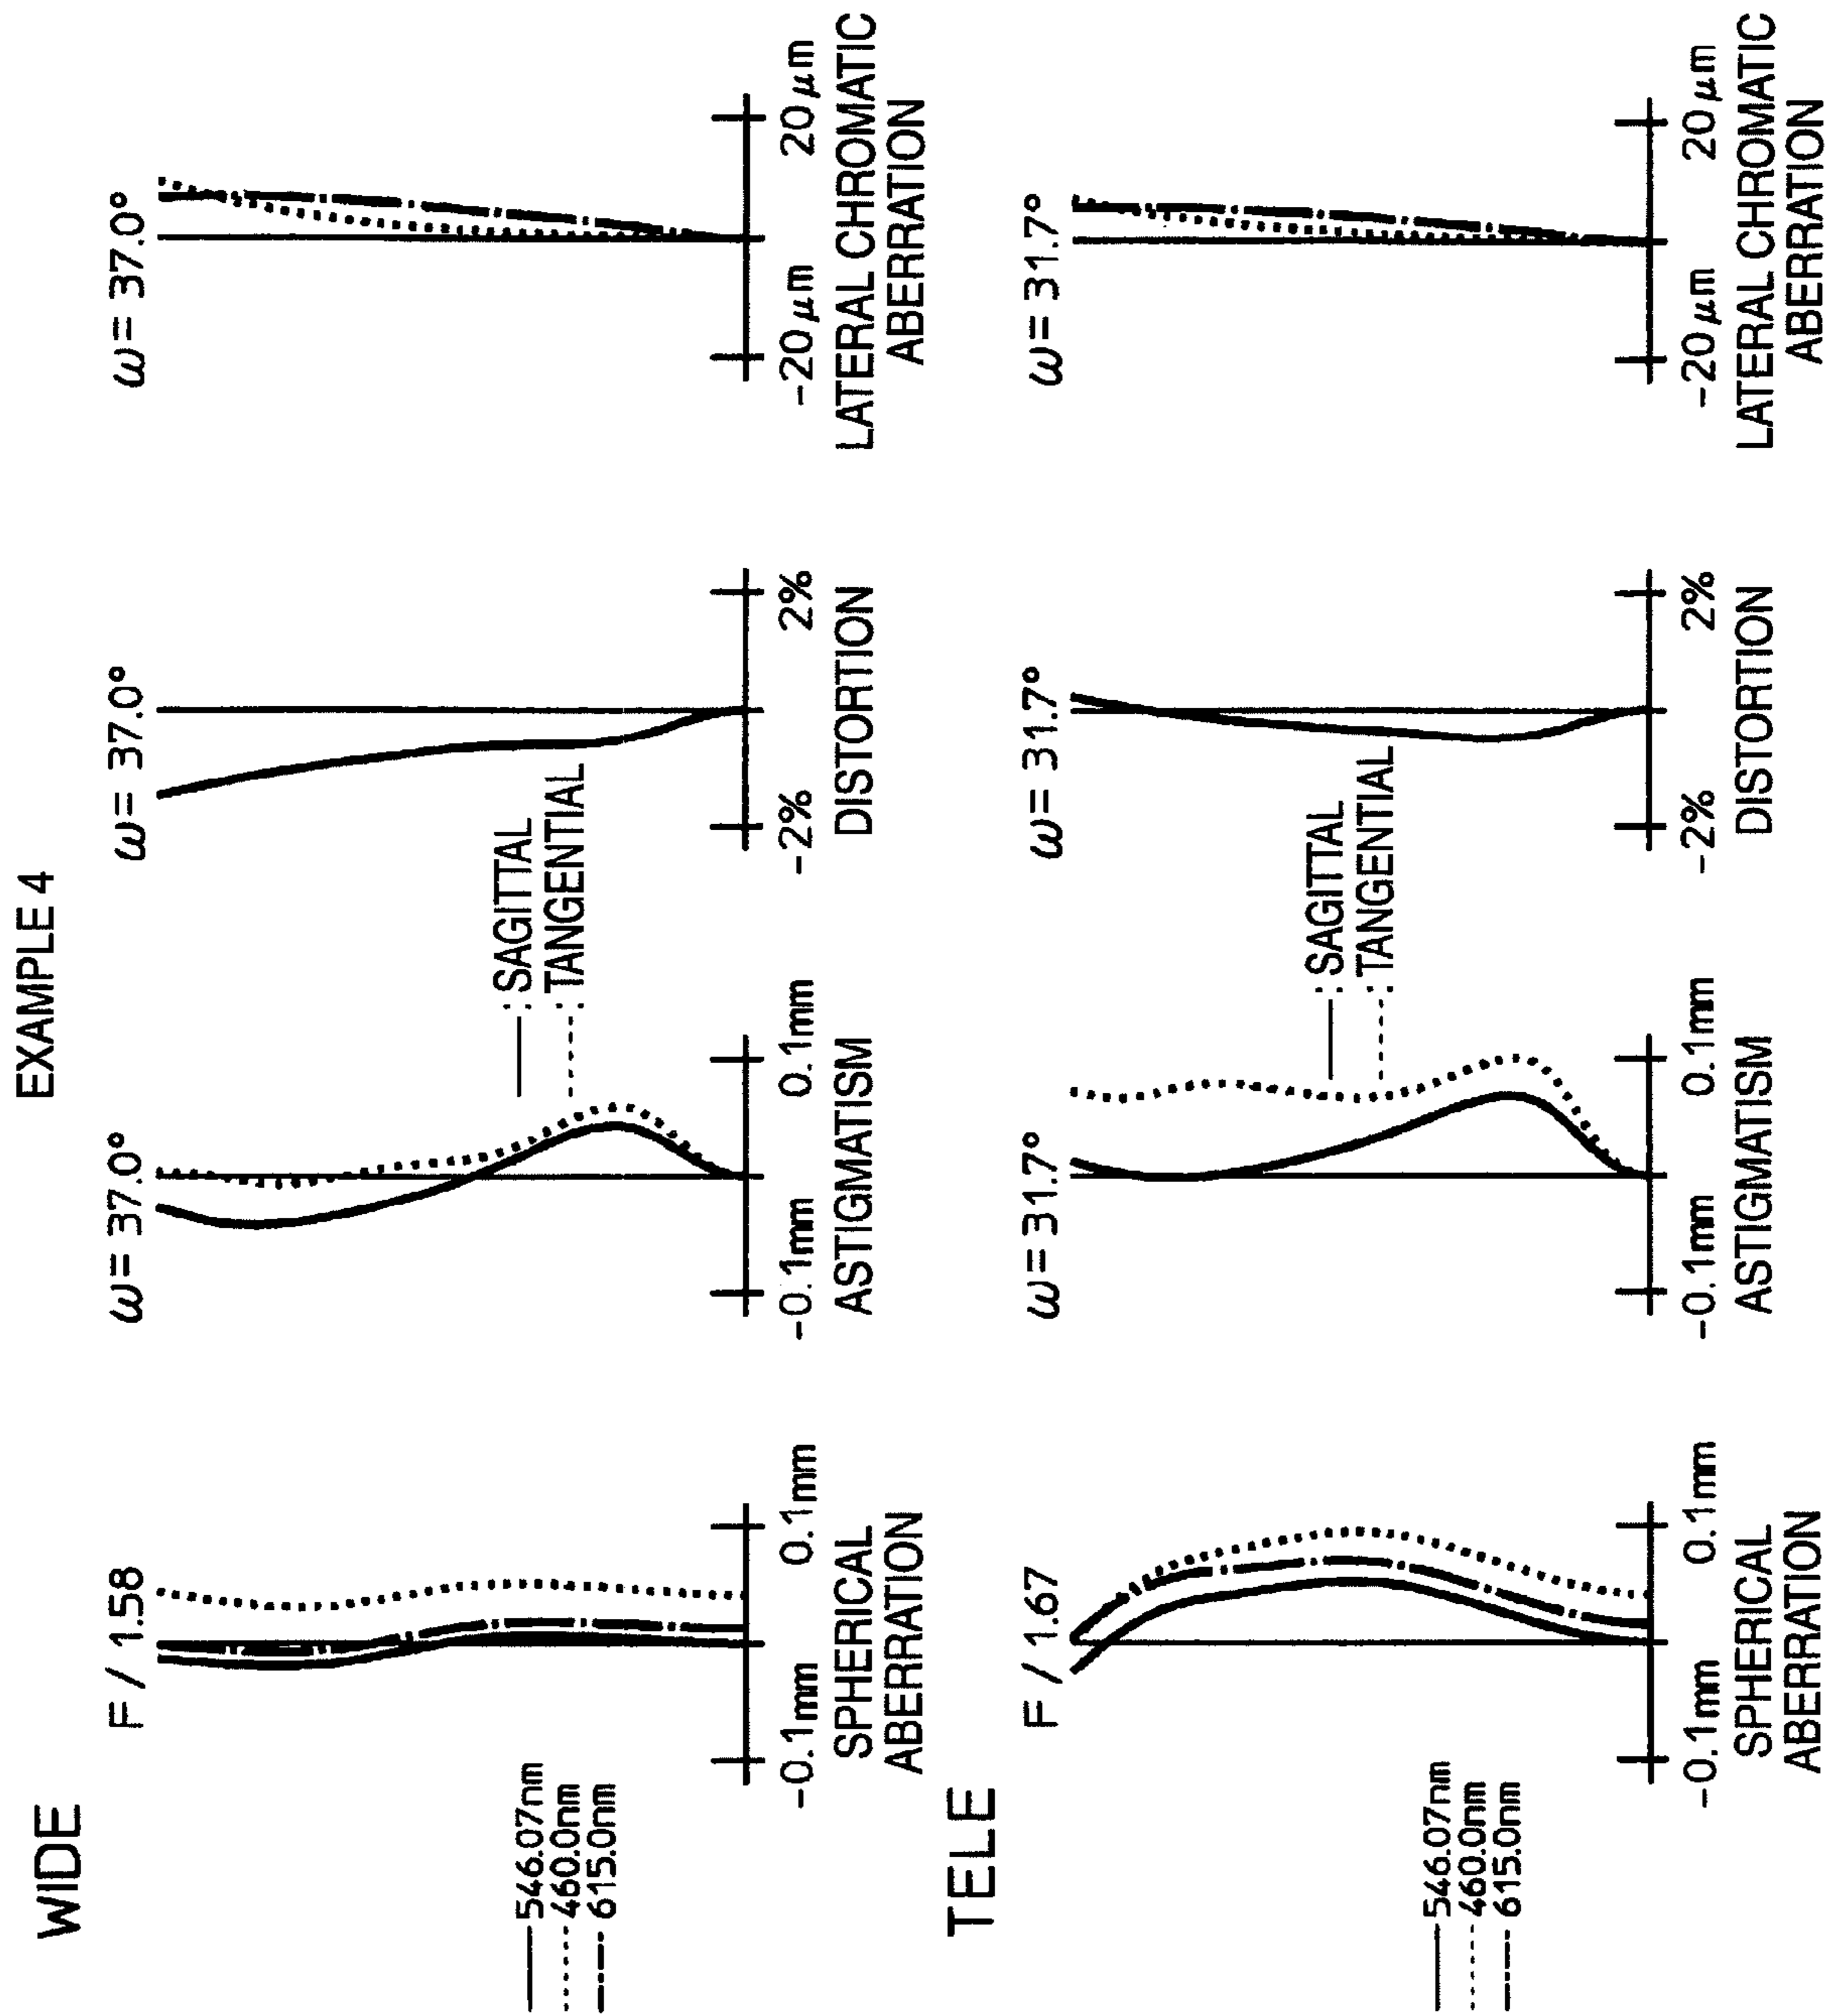 EXAMPLE 4
WIDE
F / 1.58
546.07nm
460.0nm
615.0nm
-0.1mm 0.1mm
SPHERICAL
ABERRATION
ω= 37.0°
: SAGITTAL
: TANGENTIAL
-0.1mm 0.1mm
ASTIGMATISM
ω= 37.0°
-2% 2%
DISTORTION
ω= 37.0°
-20μm 20μm
LATERAL CHROMATIC
ABERRATION
TELE
F / 1.67
546.07nm
460.0nm
615.0nm
-0.1mm 0.1mm
SPHERICAL
ABERRATION
ω= 31.7°
: SAGITTAL
: TANGENTIAL
-0.1mm 0.1mm
ASTIGMATISM
ω= 31.7°
-2% 2%
DISTORTION
ω= 31.7°
-20μm 20μm
LATERAL CHROMATIC
ABERRATION